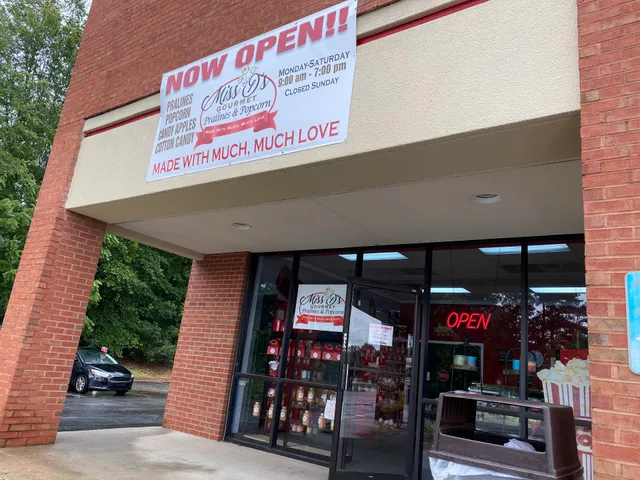 NOW OPEN!!
PRALINES
POPCORN
CANDY APPLES
COTTON CANDY
Miss D's
GOURMET
Pralines & Popcorn
MADE WITH MUCH, MUCH LOVE
MONDAY-SATURDAY
9:00 am - 7:00 pm
CLOSED SUNDAY
MADE WITH MUCH, MUCH LOVE
Miss D's
GOURMET
Pralines & Popcorn
OPEN